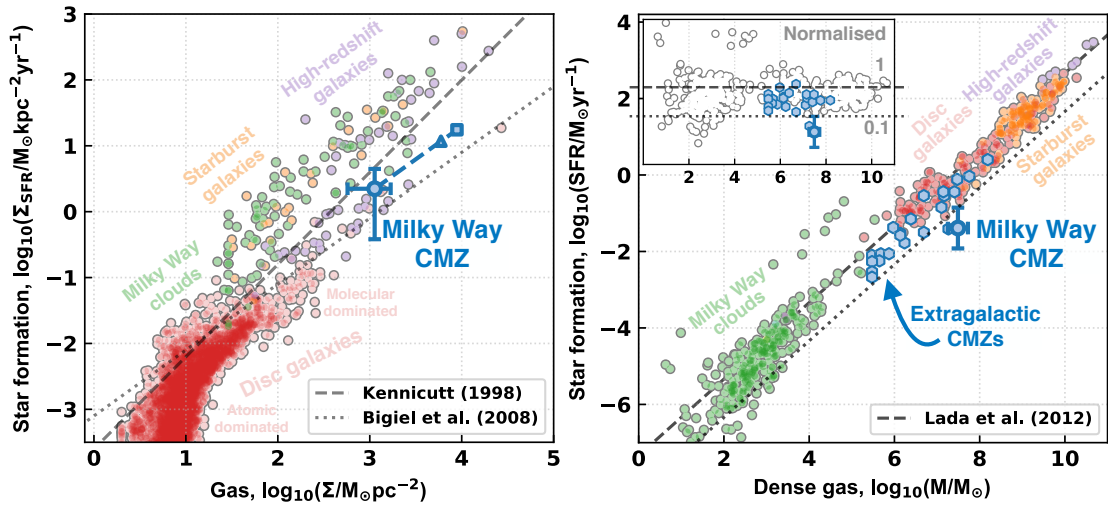 Star formation, log₁₀(Σ_SFR/M⊙kpc⁻²yr⁻¹)
3
2
1
0
−1
−2
−3
0
1
2
3
4
5
Gas, log₁₀(Σ/M⊙pc⁻²)
High-redshift
galaxies
Starburst
galaxies
Milky Way
clouds
Milky Way
CMZ
Molecular
dominated
Disc galaxies
Atomic
dominated
Kennicutt (1998)
Bigiel et al. (2008)
Star formation, log₁₀(SFR/M⊙yr⁻¹)
4
2
0
−2
−4
−6
0
2
4
6
8
10
Dense gas, log₁₀(M/M⊙)
Normalised
1
0.1
2
4
6
8
10
High-redshift
galaxies
Disc
galaxies
Starburst
galaxies
Milky Way
CMZ
Milky Way
clouds
Extragalactic
CMZs
Lada et al. (2012)